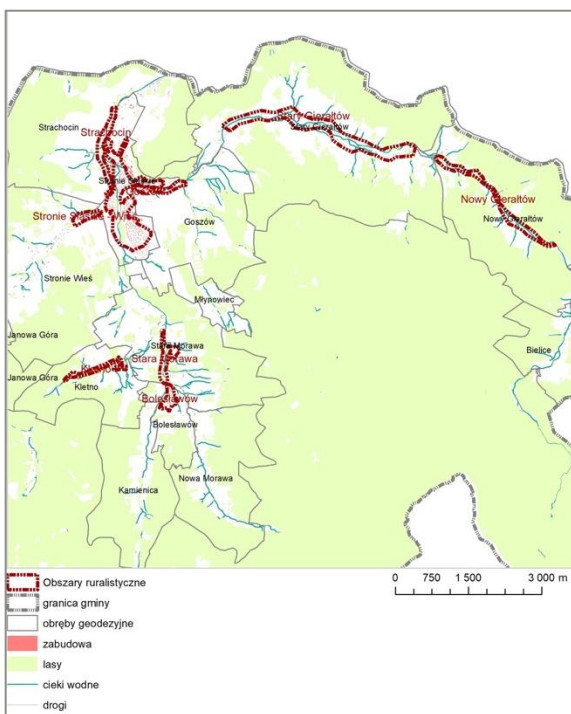 Stary Gierałtów
Strachocin
Strachocin
Stronie Śląskie
Nowy Gierałtów
Nowy Gierałtów
Stronie Śląskie Wieś
Goszów
Stronie Wieś
Młynowiec
Janowa Góra
Stara Morawa
Stara Morawa
Bielice
Janowa Góra
Kletno
Bolesławów
Bolesławów
Kamienica
Nowa Morawa
Obszary ruralistyczne
granica gminy
obręby geodezyjne
zabudowa
lasy
cieki wodne
drogi
0 750 1 500 3 000 m